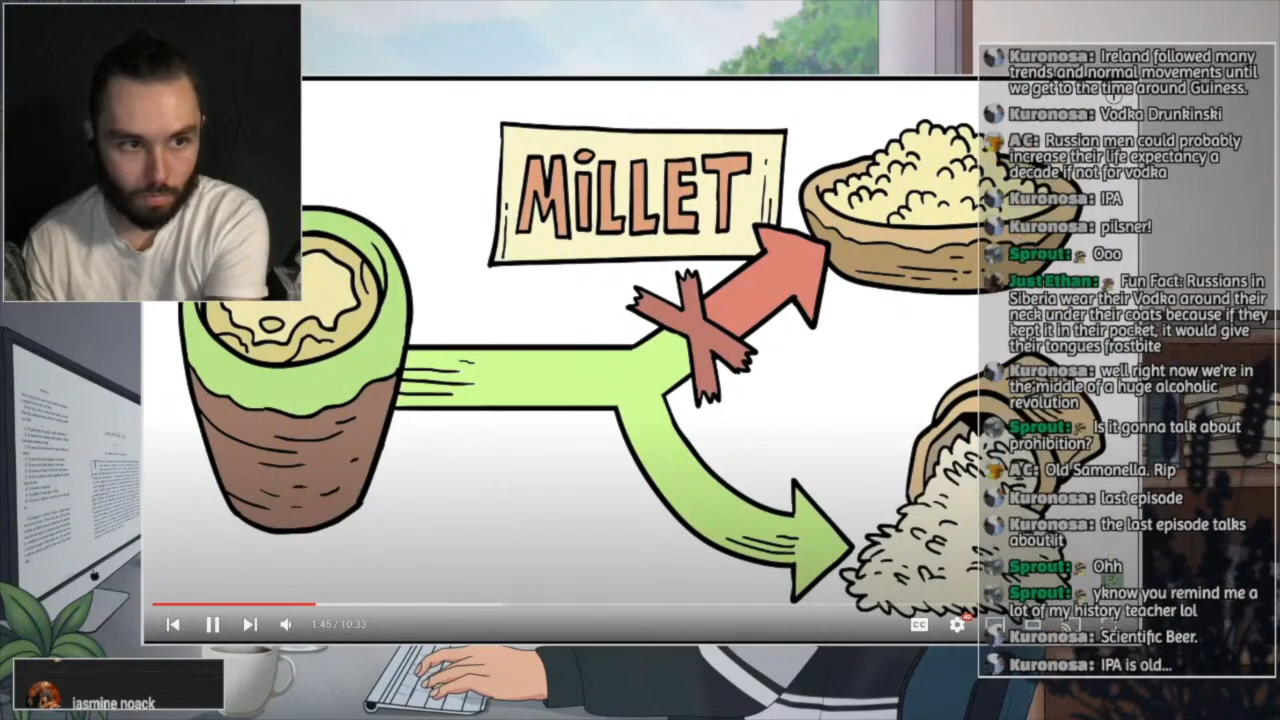 MiLLET
1:46 / 10:33
CC
HD
Kuronosa: Ireland followed many
trends and normal movements until
we get to the time around Guiness.
Kuronosa: Vodka Drunkinski
AC: Russian men could probably
increase their life expectancy a
decade if not for vodka
Kuronosa: IPA
Kuronosa: pilsner!
Sprout: Ooo
Just Ethan: Fun Fact: Russians in
Siberia wear their Vodka around their
neck under their coats because if they
kept it in their pocket, it would give
their tongues frostbite
Kuronosa: well right now we're in
the middle of a huge alcoholic
revolution
Sprout: Is it gonna talk about
prohibition?
AC: Old Samonella. Rip
Kuronosa: last episode
Kuronosa: the last episode talks
about it
Sprout: Ohh
Sprout: yknow you remind me a
lot of my history teacher lol
Kuronosa: Scientific Beer.
Kuronosa: IPA is old...
jasmine noack